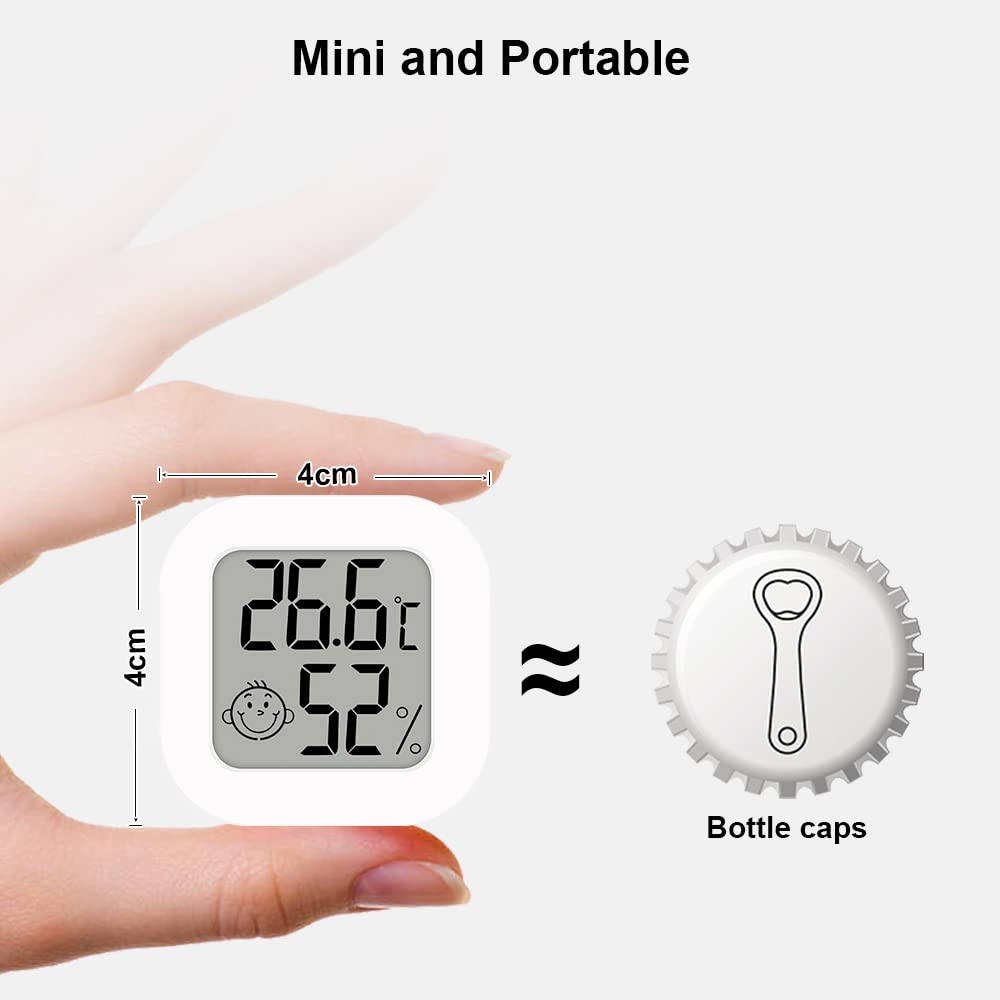 Mini and Portable
4cm
4cm
26.6℃
52%
≈
Bottle caps